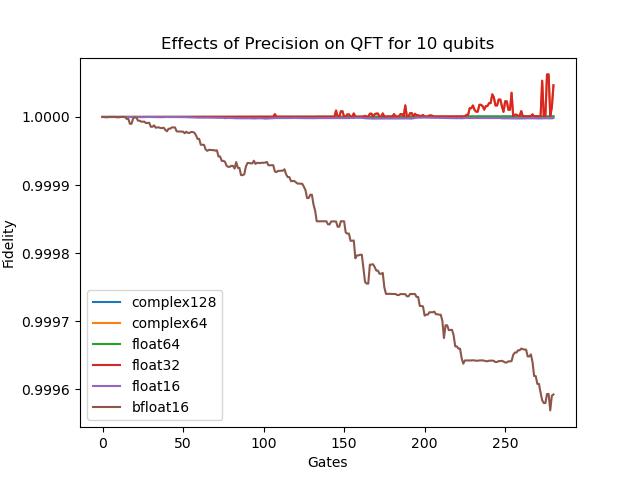 Effects of Precision on QFT for 10 qubits
1.0000
0.9999
0.9998
0.9997
0.9996
Fidelity
complex128
complex64
float64
float32
float16
bfloat16
0 50 100 150 200 250
Gates